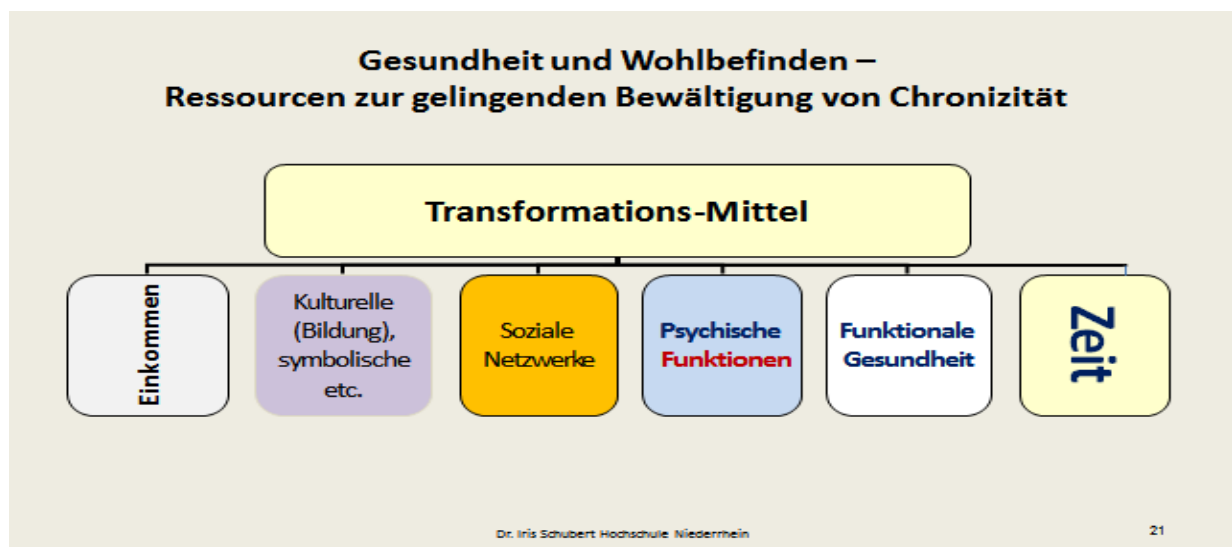 Gesundheit und Wohlbefinden –
Ressourcen zur gelingenden Bewältigung von Chronizität
Transformations-Mittel
Einkommen
Kulturelle
(Bildung),
symbolische
etc.
Soziale
Netzwerke
Psychische
Funktionen
Funktionale
Gesundheit
Zeit
Dr. Iris Schubert Hochschule Niederrhein
21